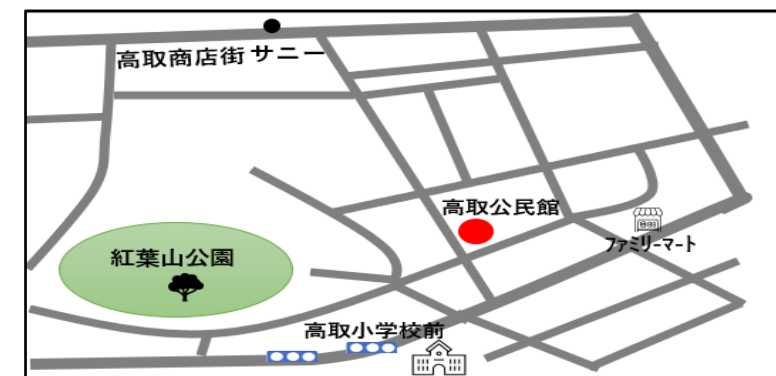 高取商店街
サニー
高取公民館
ファミリーマート
紅葉山公園
高取小学校前